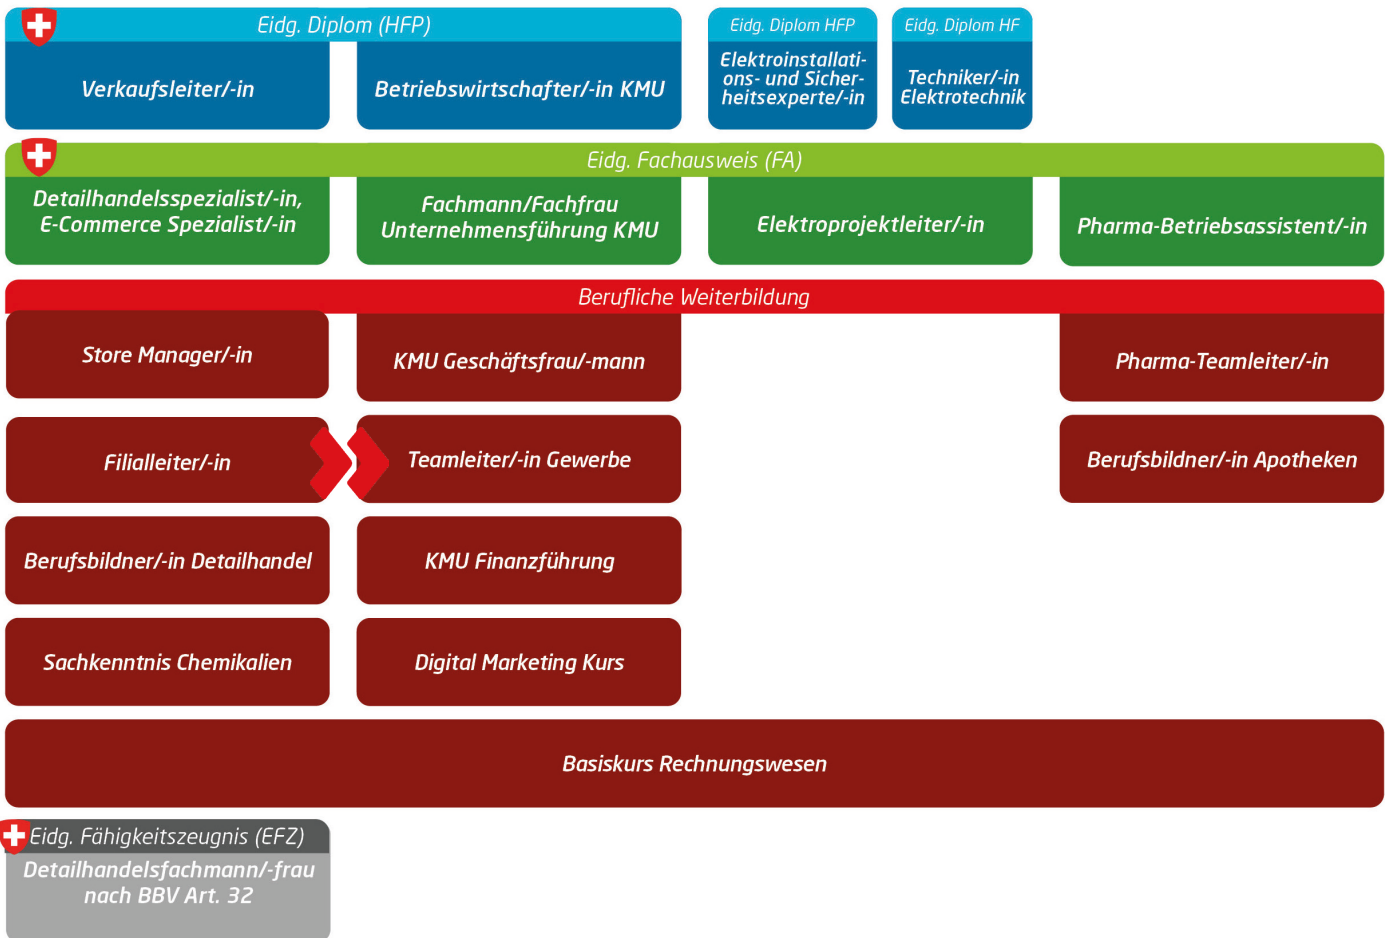 Eidg. Diplom (HFP)
Verkaufsleiter/-in
Betriebswirtschafter/-in KMU
Eidg. Diplom HFP
Elektroinstallati-
ons- und Sicher-
heitsexperte/-in
Eidg. Diplom HF
Techniker/-in
Elektrotechnik
Eidg. Fachausweis (FA)
Detailhandelsspezialist/-in,
E-Commerce Spezialist/-in
Fachmann/Fachfrau
Unternehmensführung KMU
Elektroprojektleiter/-in
Pharma-Betriebsassistent/-in
Berufliche Weiterbildung
Store Manager/-in
KMU Geschäftsfrau/-mann
Pharma-Teamleiter/-in
Filialleiter/-in
Teamleiter/-in Gewerbe
Berufsbildner/-in Apotheken
Berufsbildner/-in Detailhandel
KMU Finanzführung
Sachkenntnis Chemikalien
Digital Marketing Kurs
Basiskurs Rechnungswesen
Eidg. Fähigkeitszeugnis (EFZ)
Detailhandelsfachmann/-frau
nach BBV Art. 32